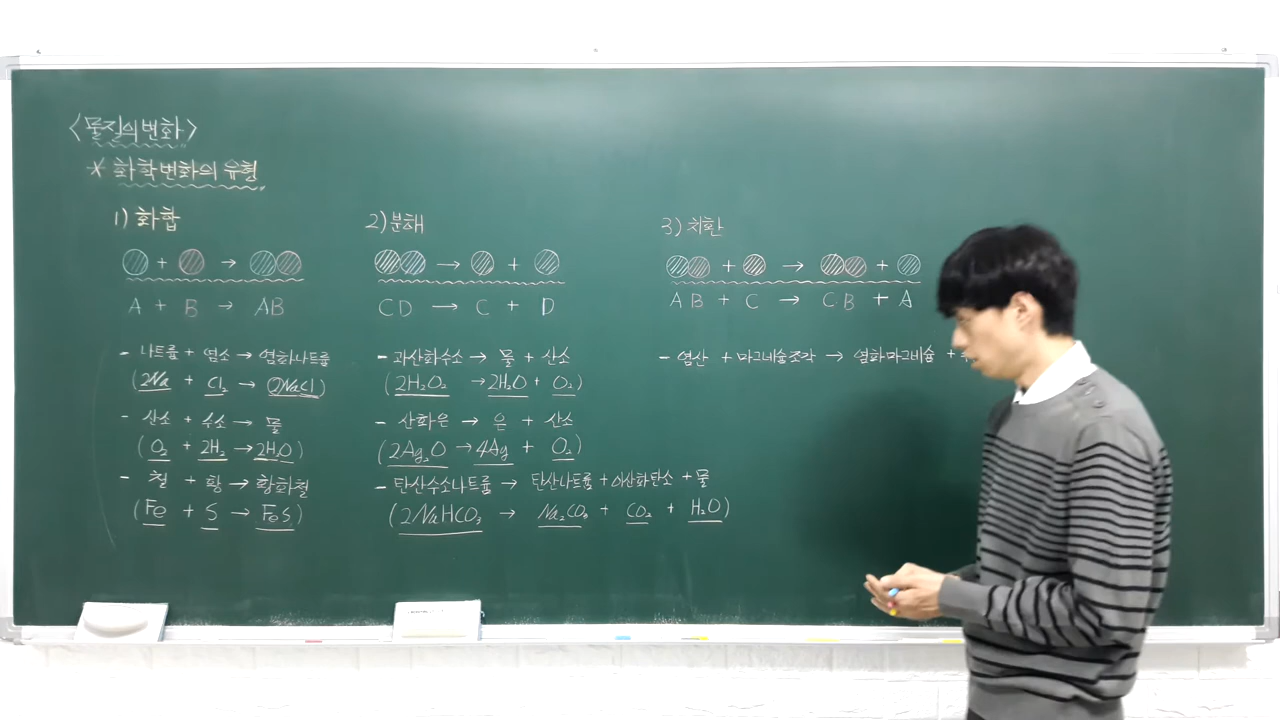 <물질의 변화>
* 화학변화의 유형
1) 화합
+ →
A + B → AB
- 나트륨 + 염소 → 염화나트륨
(2Na + Cl₂ → 2NaCl)
- 산소 + 수소 → 물
(O₂ + 2H₂ → 2H₂O)
- 철 + 황 → 황화철
(Fe + S → FeS)
2) 분해
→ +
CD → C + D
- 과산화수소 → 물 + 산소
(2H₂O₂ → 2H₂O + O₂)
- 산화은 → 은 + 산소
(2Ag₂O → 4Ag + O₂)
- 탄산수소나트륨 → 탄산나트륨 + 이산화탄소 + 물
(2NaHCO₃ → Na₂CO₃ + CO₂ + H₂O)
3) 치환
+ → +
AB + C → CB + A
- 염산 + 마그네슘조각 → 염화마그네슘 +